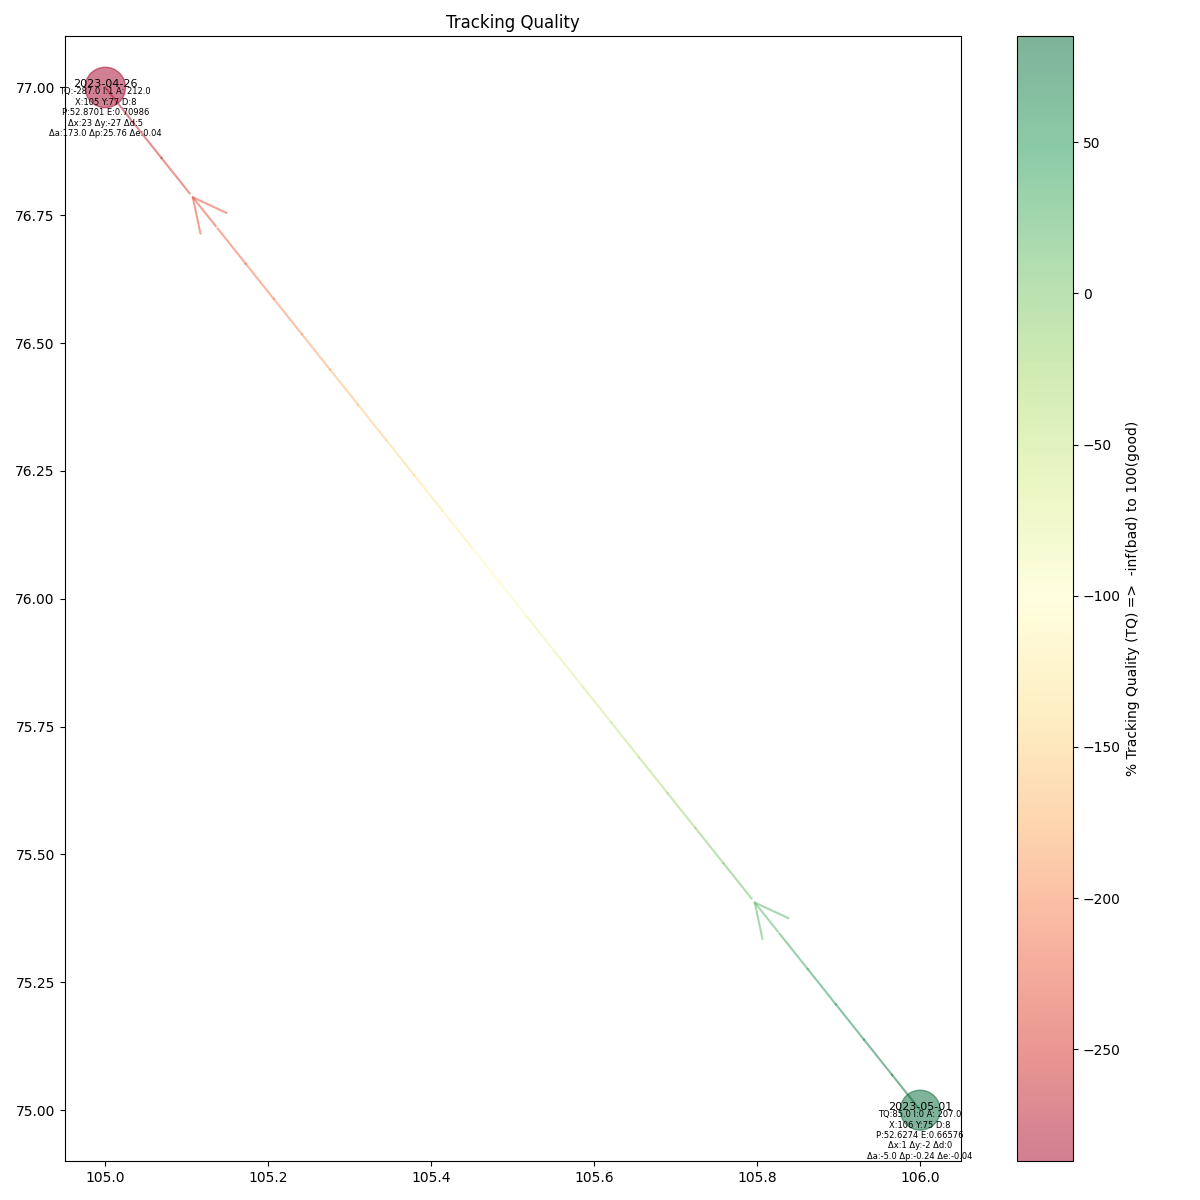 Tracking Quality
2023-04-26
TQ:-287.0 I:1 A: 212.0
X:105 Y:77 D:8
P:52.8701 E:0.70986
Δx:23 Δy:-27 Δd:5
Δa:173.0 Δp:25.76 Δe:0.04
2023-05-01
TQ:85.0 I:0 A: 207.0
X:106 Y:75 D:8
P:52.6274 E:0.66576
Δx:1 Δy:-2 Δd:0
Δa:-5.0 Δp:-0.24 Δe:-0.04
77.00
76.75
76.50
76.25
76.00
75.75
75.50
75.25
75.00
105.0 105.2 105.4 105.6 105.8 106.0
50
0
−50
−100
−150
−200
−250
% Tracking Quality (TQ) => -inf(bad) to 100(good)